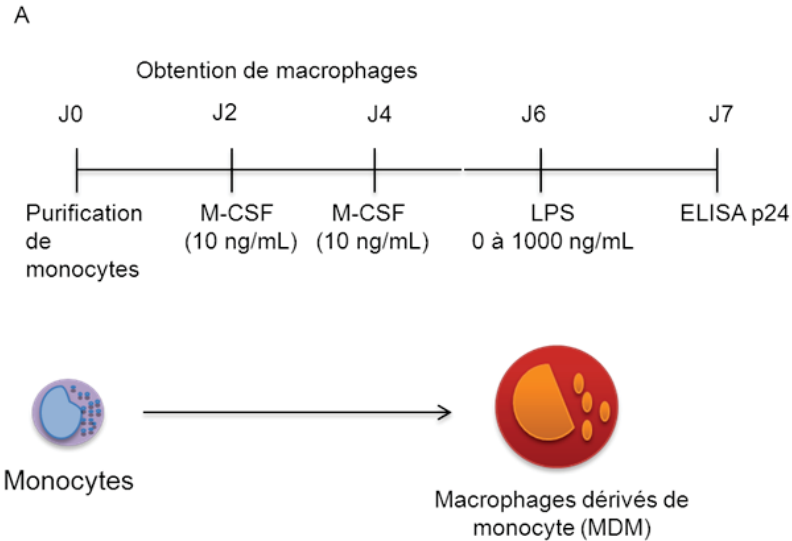 A
Obtention de macrophages
J0 J2 J4 J6 J7
Purification
de
monocytes
M-CSF
(10 ng/mL)
M-CSF
(10 ng/mL)
LPS
0 à 1000 ng/mL
ELISA p24
Monocytes
Macrophages dérivés de
monocyte (MDM)